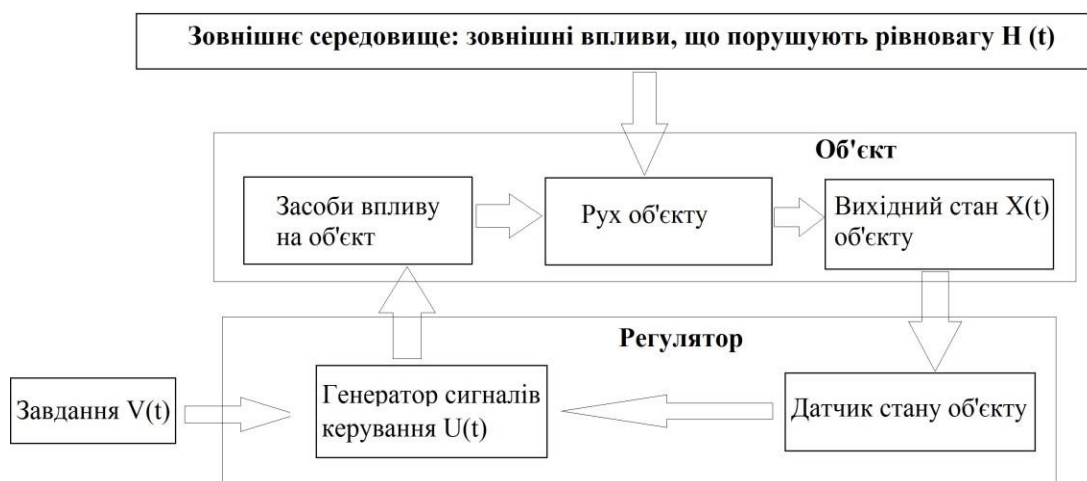 Зовнішнє середовище: зовнішні впливи, що порушують рівновагу Н (t)
Об'єкт
Засоби впливу
на об'єкт
Рух об'єкту
Вихідний стан X(t)
об'єкту
Регулятор
Завдання V(t)
Генератор сигналів
керування U(t)
Датчик стану об'єкту